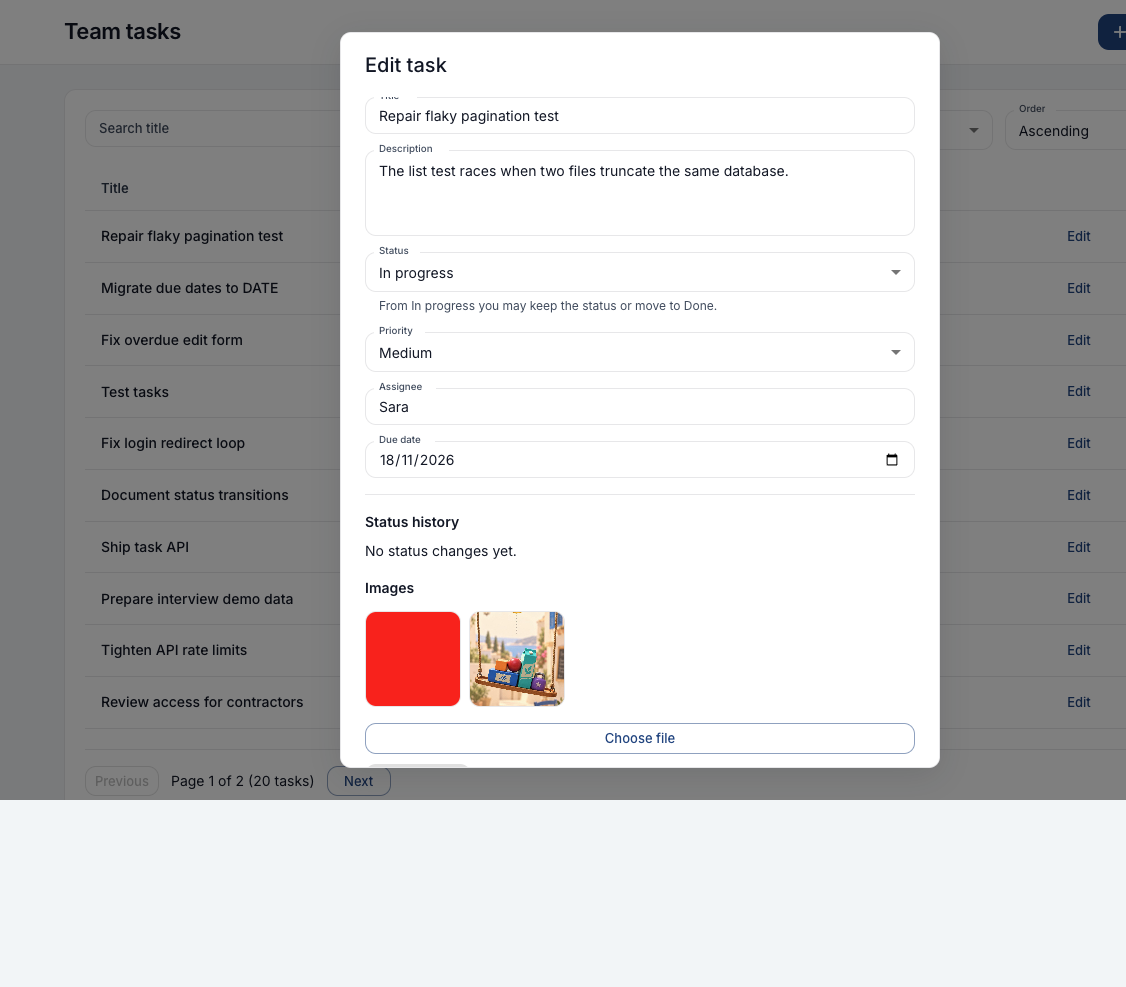 Team tasks
Edit task
Title
Repair flaky pagination test
Description
The list test races when two files truncate the same database.
Status
In progress
From In progress you may keep the status or move to Done.
Priority
Medium
Assignee
Sara
Due date
18/11/2026
Status history
No status changes yet.
Images
Choose file
Search title
Order
Ascending
Title
Repair flaky pagination test Edit
Migrate due dates to DATE Edit
Fix overdue edit form Edit
Test tasks Edit
Fix login redirect loop Edit
Document status transitions Edit
Ship task API Edit
Prepare interview demo data Edit
Tighten API rate limits Edit
Review access for contractors Edit
Previous Page 1 of 2 (20 tasks) Next